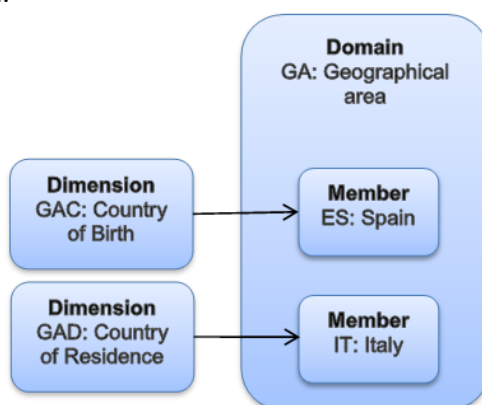 Domain
GA: Geographical
area
Dimension
GAC: Country
of Birth
Member
ES: Spain
Dimension
GAD: Country
of Residence
Member
IT: Italy